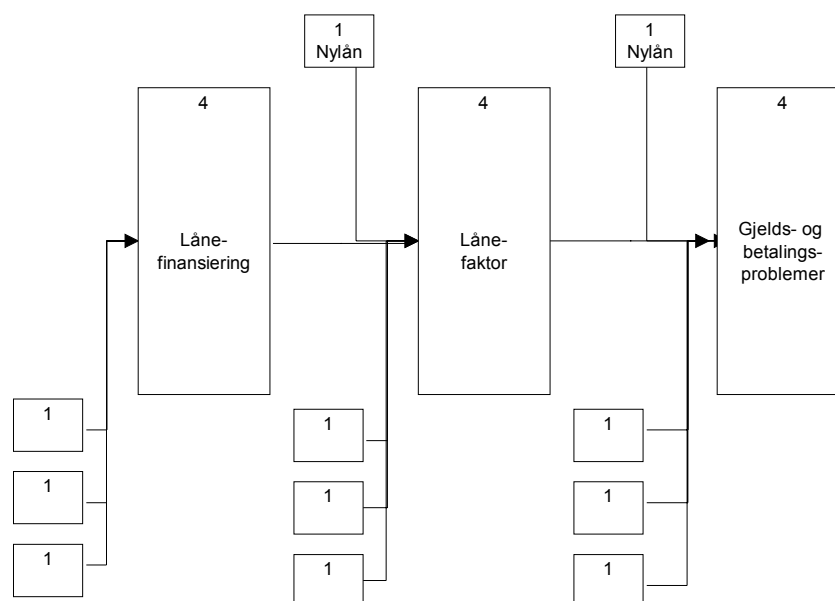 1
Nylån
1
Nylån
4
Låne-
finansiering
4
Låne-
faktor
4
Gjelds- og
betalings-
problemer
1
1
1
1
1
1
1
1
1